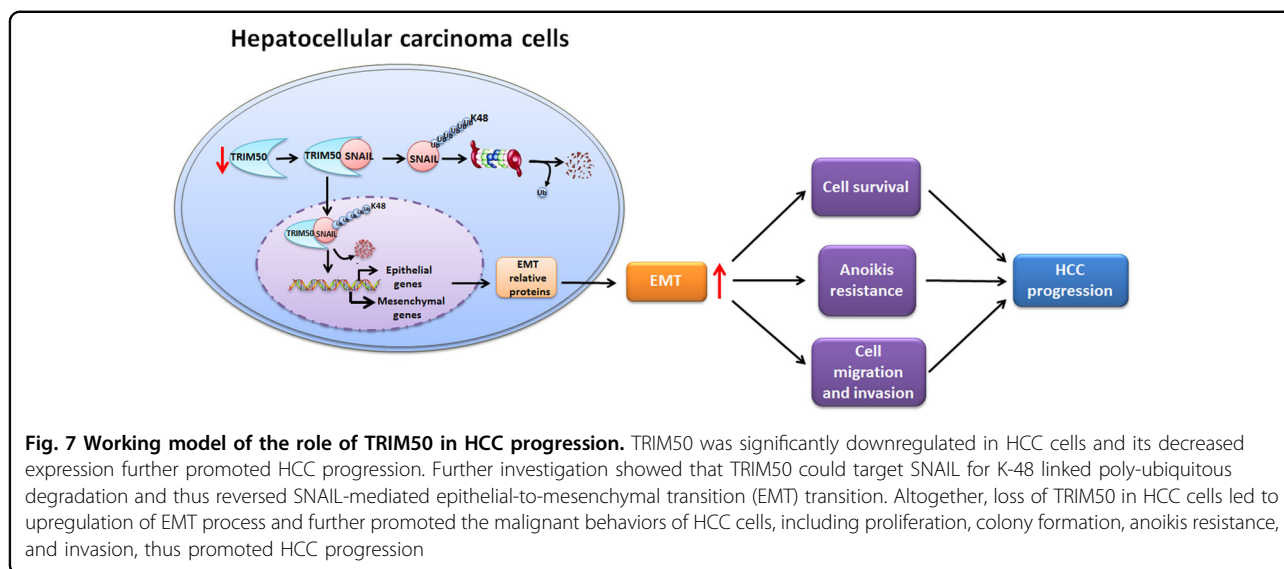 Hepatocellular carcinoma cells
TRIM50
TRIM50
SNAIL
SNAIL
Ub
Ub
Ub
Ub
Ub
K48
Ub
TRIM50
SNAIL
K48
Epithelial
genes
Mesenchymal
genes
EMT
relative
proteins
EMT
Cell survival
Anoikis
resistance
Cell
migration
and invasion
HCC
progression
Fig. 7 Working model of the role of TRIM50 in HCC progression. TRIM50 was significantly downregulated in HCC cells and its decreased
expression further promoted HCC progression. Further investigation showed that TRIM50 could target SNAIL for K-48 linked poly-ubiquitous
degradation and thus reversed SNAIL-mediated epithelial-to-mesenchymal transition (EMT) transition. Altogether, loss of TRIM50 in HCC cells led to
upregulation of EMT process and further promoted the malignant behaviors of HCC cells, including proliferation, colony formation, anoikis resistance,
and invasion, thus promoted HCC progression